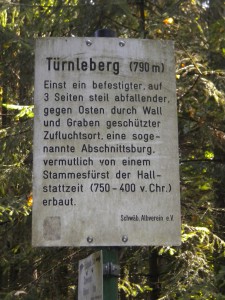 Türnleberg (790 m)
Einst ein befestigter, auf
3 Seiten steil abfallender,
gegen Osten durch Wall
und Graben geschützter
Zufluchtsort, eine soge-
nannte Abschnittsburg,
vermutlich von einem
Stammesfürst der Hall-
stattzeit (750-400 v. Chr.)
erbaut.
Schwäb. Albverein e.V.